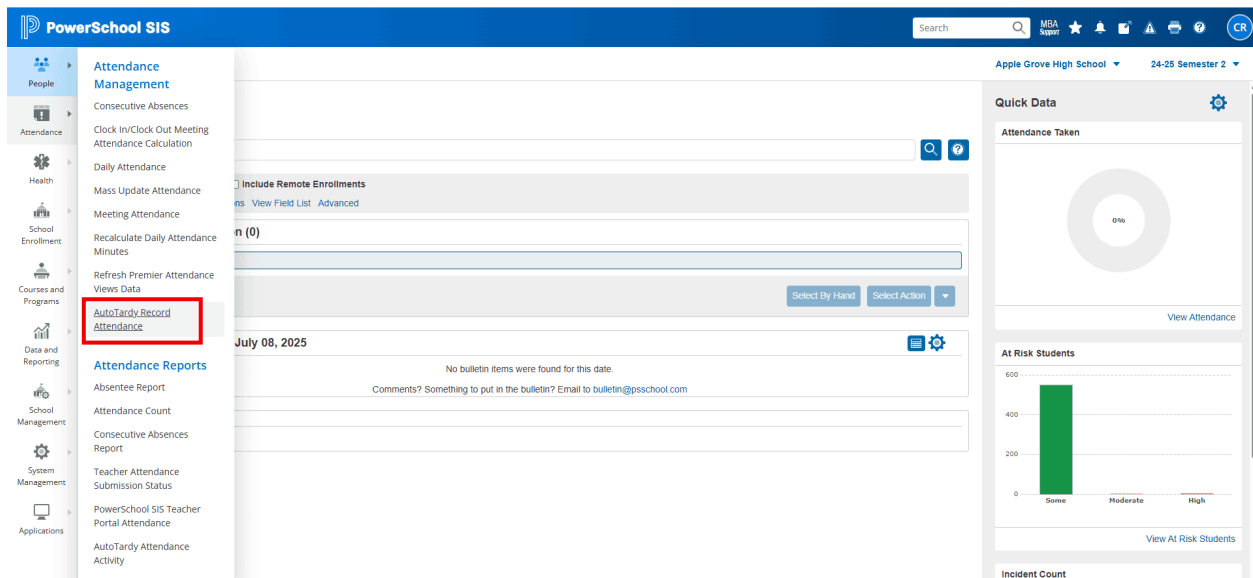 PowerSchool SIS
Search
MBA
Support
CR
People
Attendance
Health
School
Enrollment
Courses and
Programs
Data and
Reporting
School
Management
System
Management
Applications
Attendance
Management
Consecutive Absences
Clock In/Clock Out Meeting
Attendance Calculation
Daily Attendance
Mass Update Attendance
Meeting Attendance
Recalculate Daily Attendance
Minutes
Refresh Premier Attendance
Views Data
AutoTardy Record
Attendance
Attendance Reports
Absentee Report
Attendance Count
Consecutive Absences
Report
Teacher Attendance
Submission Status
PowerSchool SIS Teacher
Portal Attendance
AutoTardy Attendance
Activity
Apple Grove High School
24-25 Semester 2
Include Remote Enrollments
ns View Field List Advanced
n (0)
Select By Hand
Select Action
July 08, 2025
No bulletin items were found for this date.
Comments? Something to put in the bulletin? Email to bulletin@psschool.com
Quick Data
Attendance Taken
0%
View Attendance
At Risk Students
600
400
200
0
Some Moderate High
View At Risk Students
Incident Count